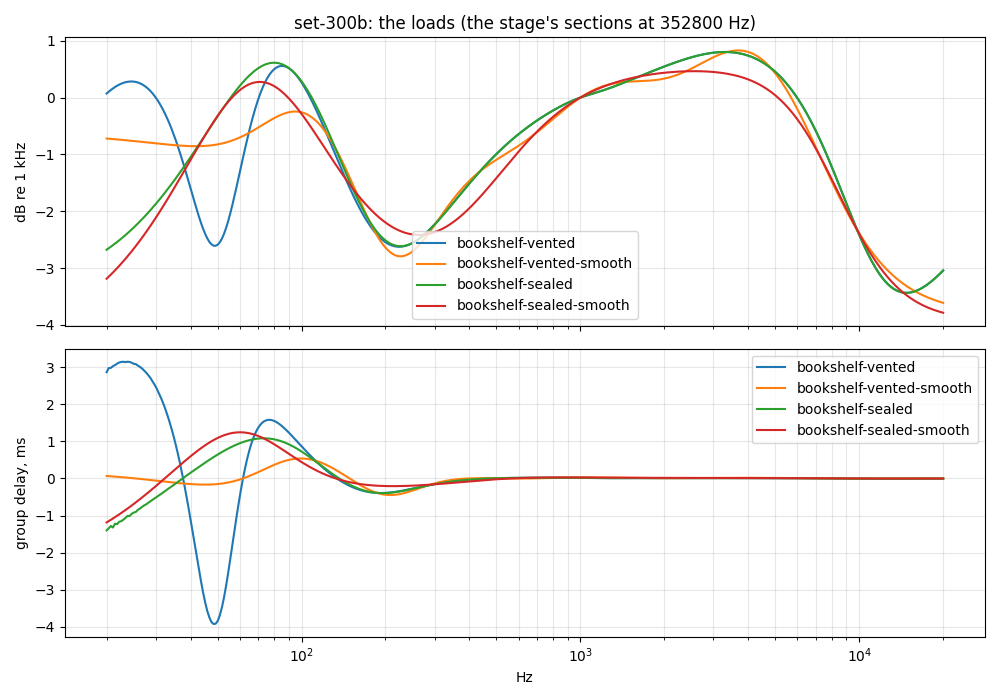 set-300b: the loads (the stage's sections at 352800 Hz)
1
0
−1
−2
−3
−4
dB re 1 kHz
bookshelf-vented
bookshelf-vented-smooth
bookshelf-sealed
bookshelf-sealed-smooth
3
2
1
0
−1
−2
−3
−4
group delay, ms
bookshelf-vented
bookshelf-vented-smooth
bookshelf-sealed
bookshelf-sealed-smooth
10² 10³ 10⁴
Hz